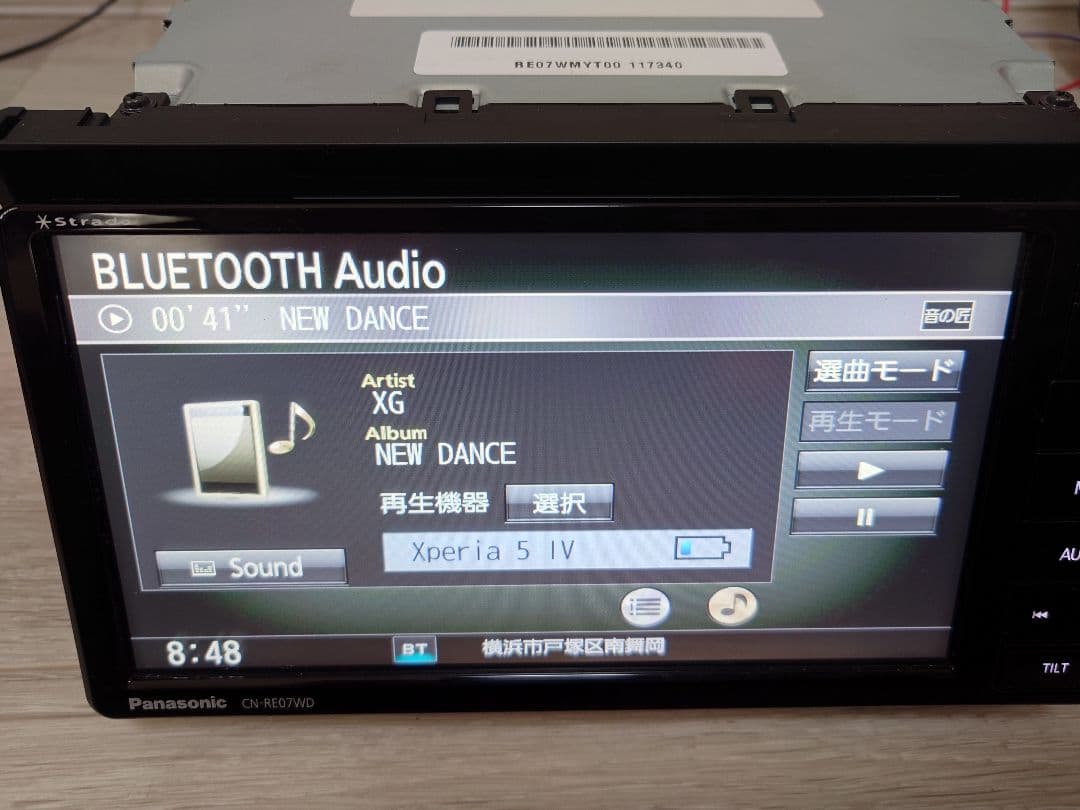 RE07WMYT00 117340
Strada
BLUETOOTH Audio
00'41" NEW DANCE
音の匠
Artist
XG
Album
NEW DANCE
再生機器 選択
Xperia 5 IV
Sound
選曲モード
再生モード
8:48
BT
横浜市戸塚区南舞岡
AU
TILT
Panasonic CN-RE07WD